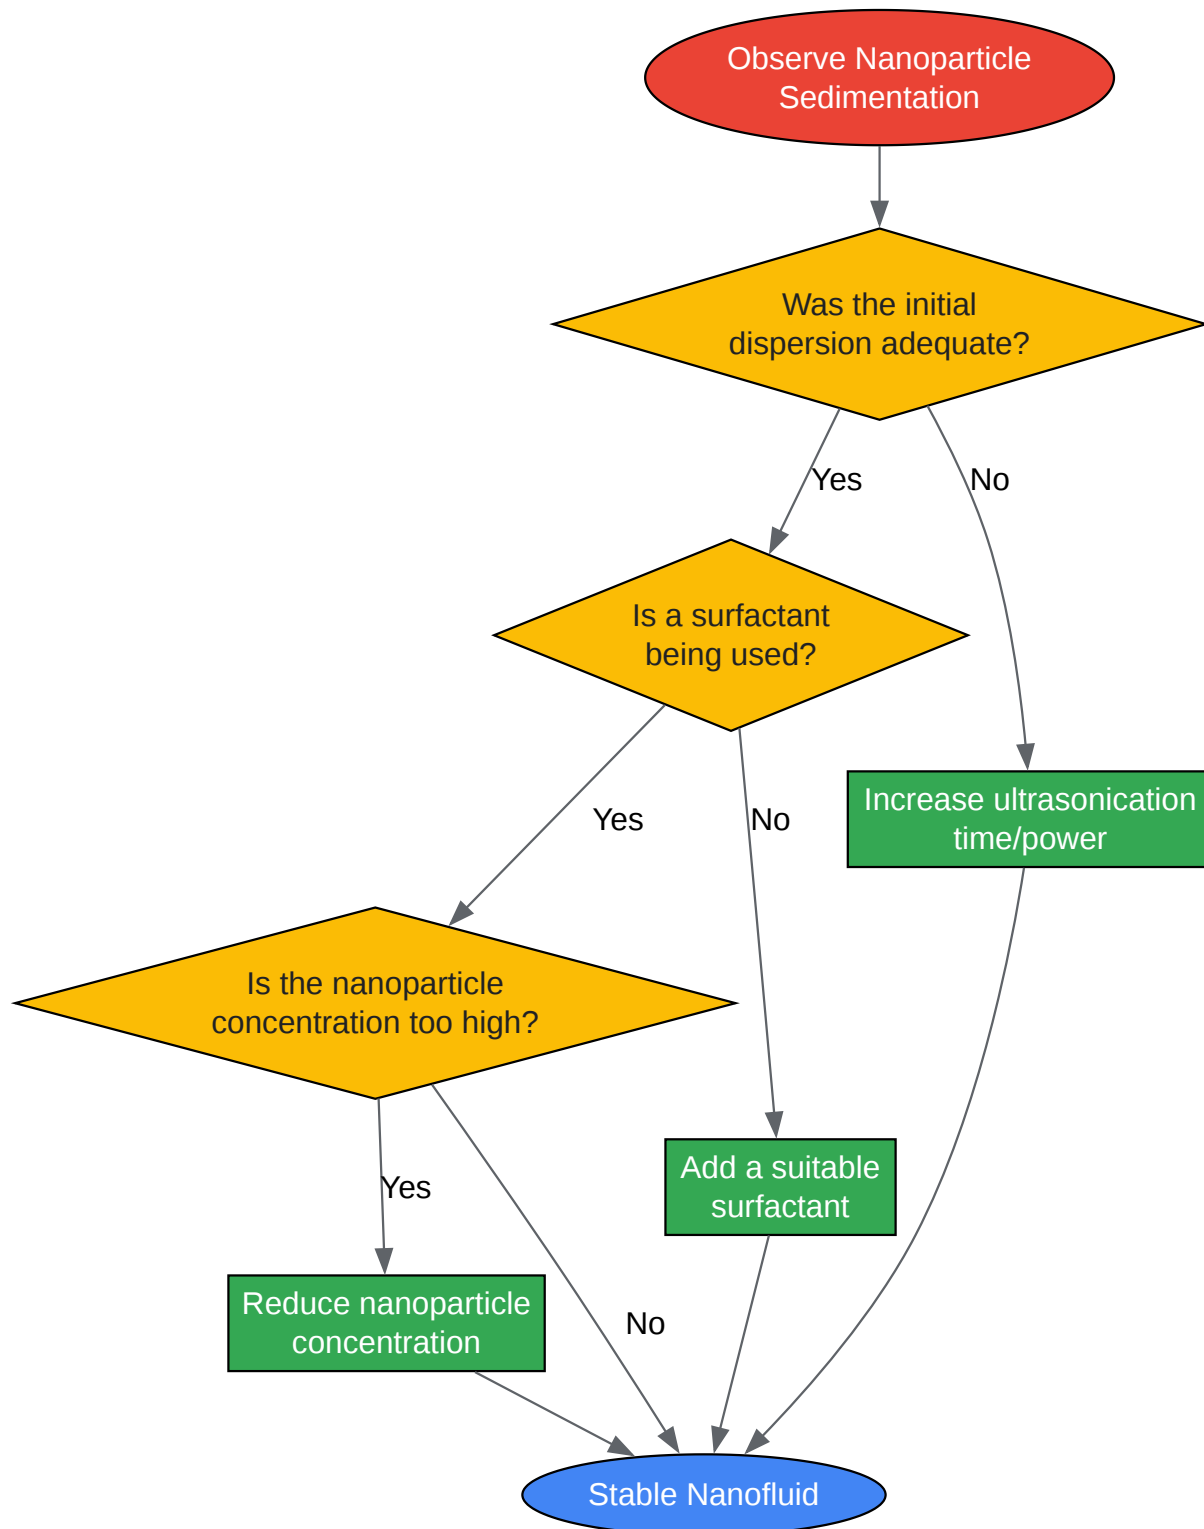 Observe Nanoparticle
Sedimentation
Was the initial
dispersion adequate?
Yes
No
Is a surfactant
being used?
Increase ultrasonication
time/power
Yes
No
Is the nanoparticle
concentration too high?
Add a suitable
surfactant
Yes
Reduce nanoparticle
concentration
No
Stable Nanofluid